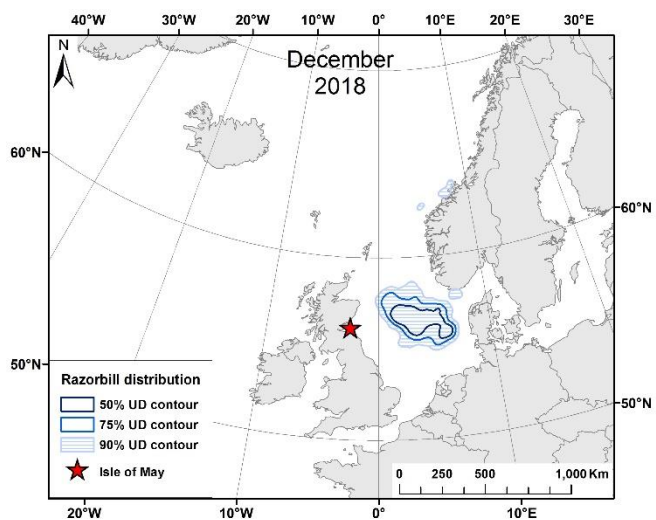 40°W 30°W 20°W 10°W 0° 10°E 20°E 30°E
N
December
2018
60°N
60°N
50°N
50°N
Razorbill distribution
50% UD contour
75% UD contour
90% UD contour
Isle of May
0 250 500 1,000 Km
20°W 10°W 0° 10°E